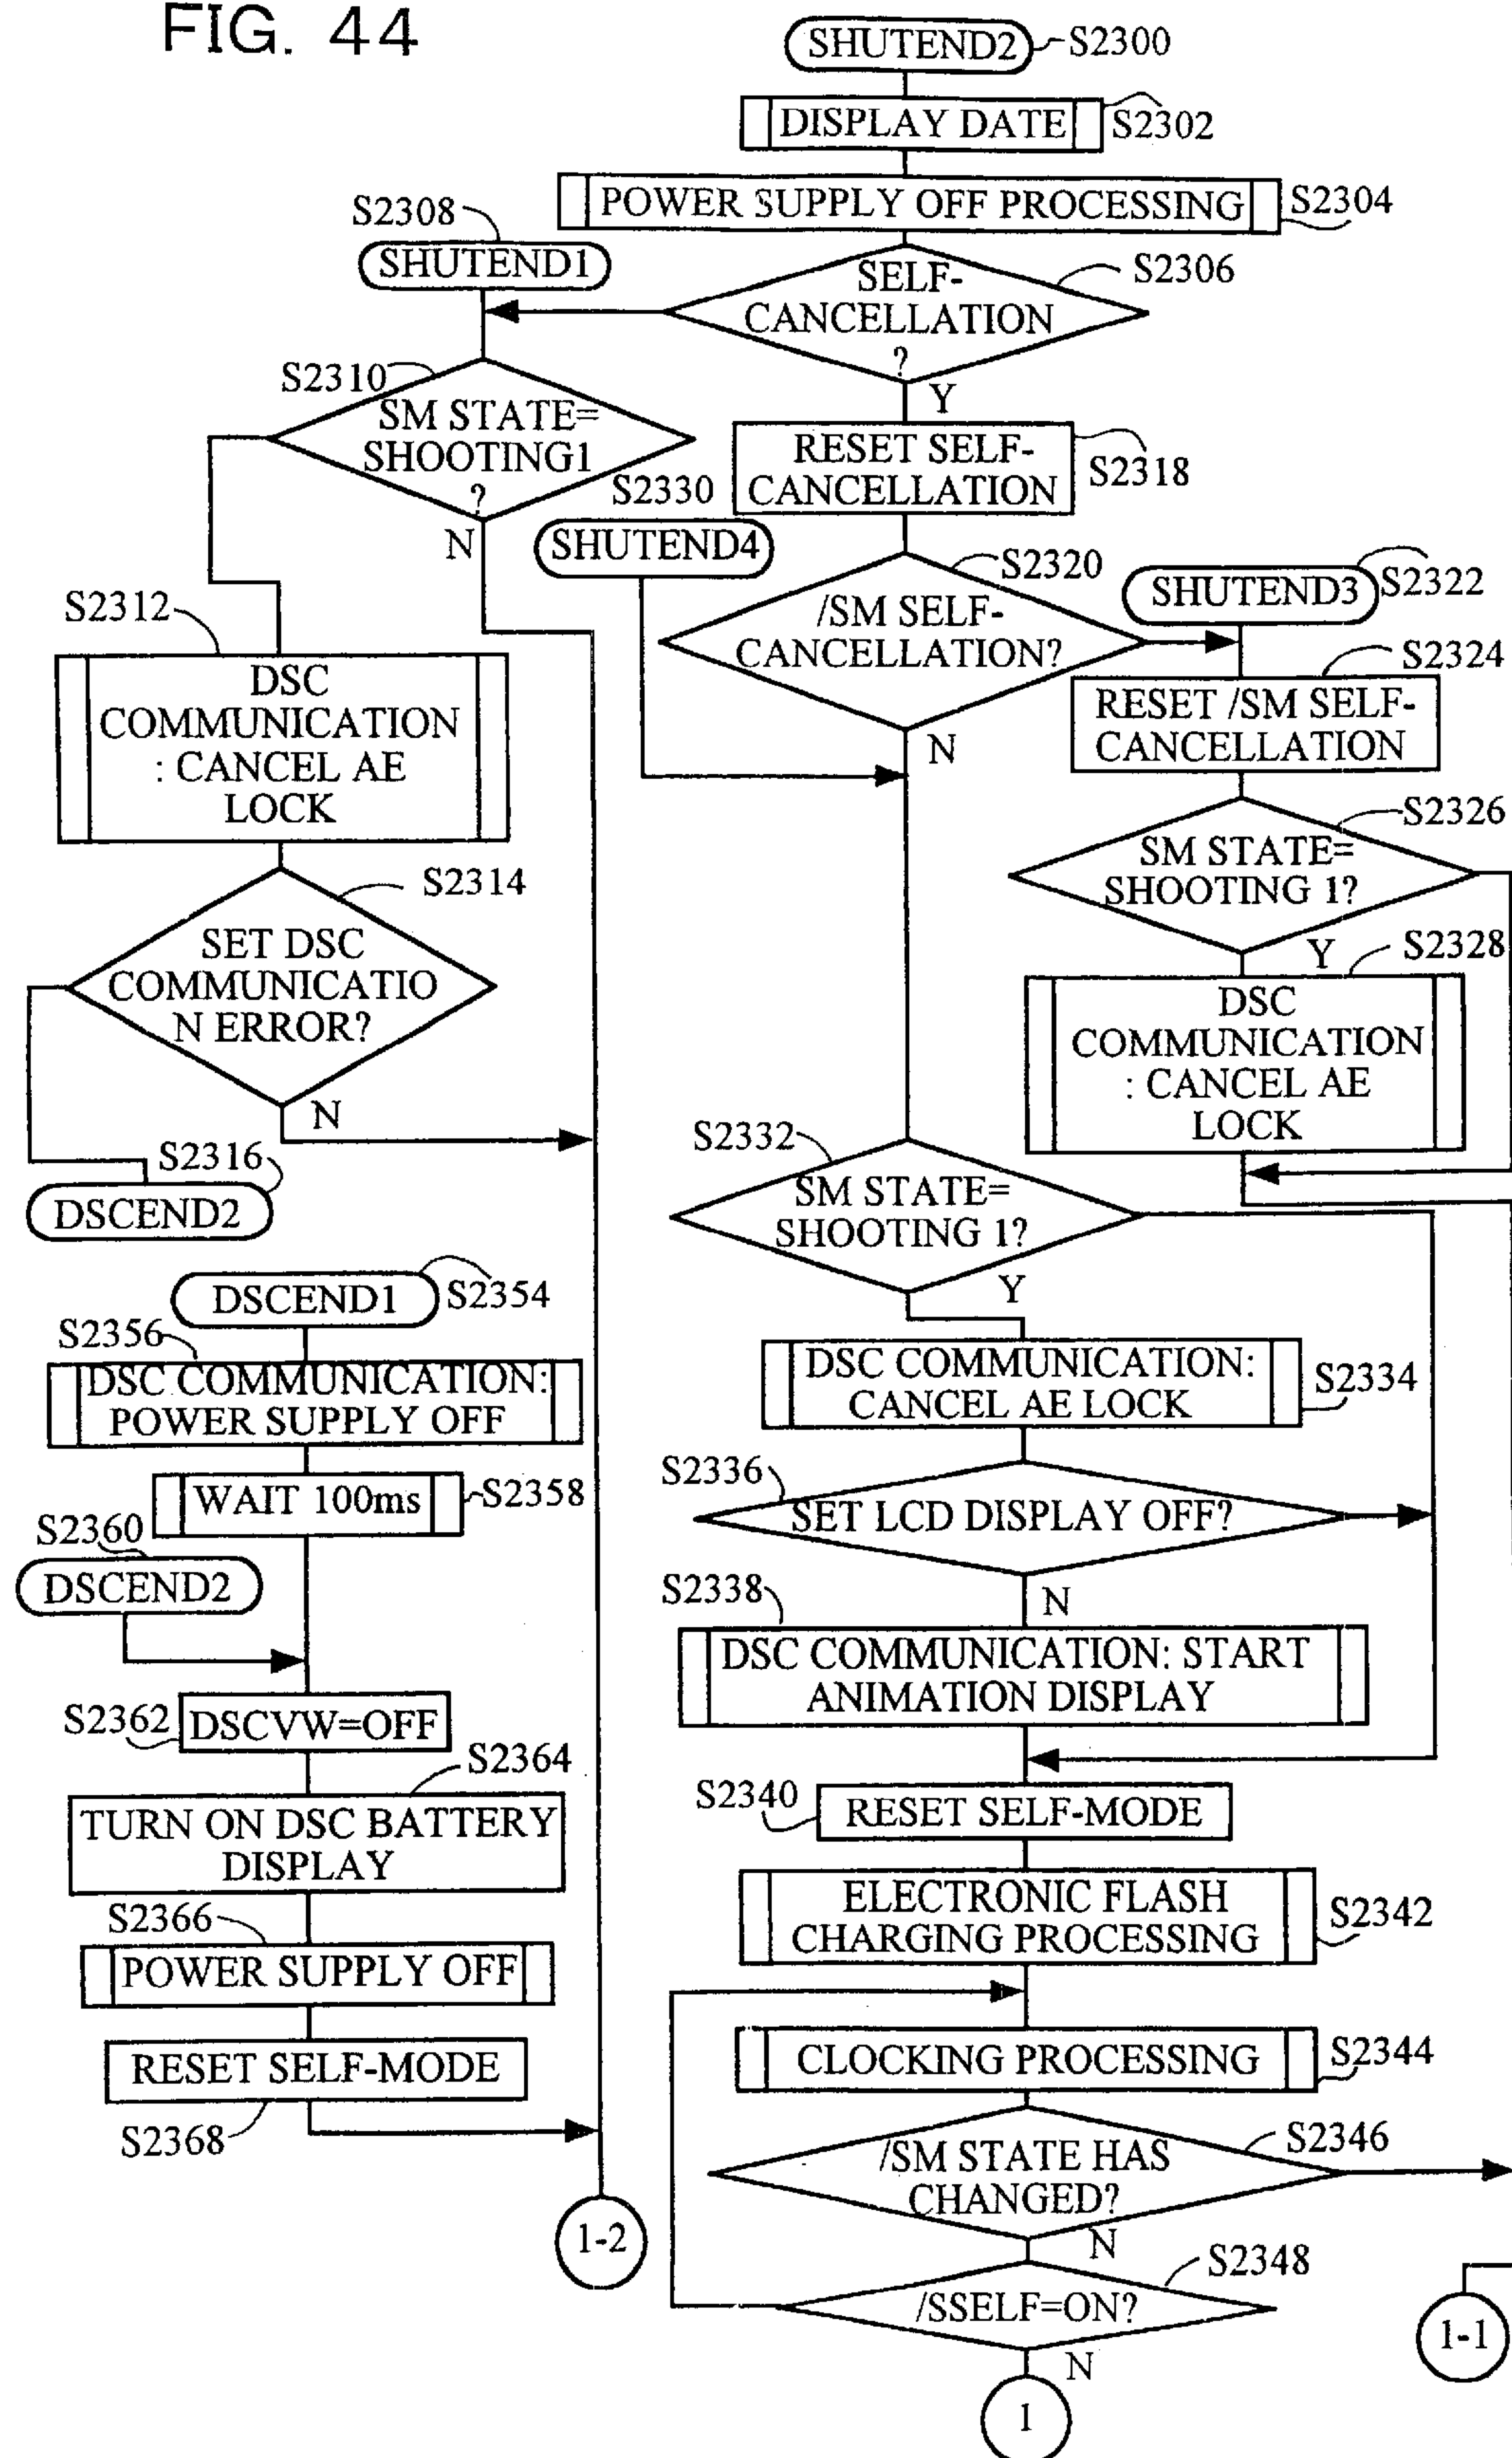 FIG. 44
SHUTEND2
S2300
DISPLAY DATE
S2302
POWER SUPPLY OFF PROCESSING
S2304
S2308
SHUTEND1
SELF-
CANCELLATION
?
S2306
Y
S2310
SM STATE=
SHOOTING1
?
N
RESET SELF-
CANCELLATION
S2318
S2330
SHUTEND4
/SM SELF-
CANCELLATION?
S2320
N
SHUTEND3
S2322
S2312
DSC
COMMUNICATION
: CANCEL AE
LOCK
RESET /SM SELF-
CANCELLATION
S2324
SM STATE=
SHOOTING 1?
S2326
Y
S2314
SET DSC
COMMUNICATIO
N ERROR?
N
S2328
DSC
COMMUNICATION
: CANCEL AE
LOCK
S2316
DSCEND2
S2332
SM STATE=
SHOOTING 1?
Y
DSCEND1
S2354
S2356
DSC COMMUNICATION:
POWER SUPPLY OFF
DSC COMMUNICATION:
CANCEL AE LOCK
S2334
WAIT 100ms
S2358
S2336
SET LCD DISPLAY OFF?
N
S2360
DSCEND2
S2338
DSC COMMUNICATION: START
ANIMATION DISPLAY
S2362
DSCVW=OFF
S2364
TURN ON DSC BATTERY
DISPLAY
S2340
RESET SELF-MODE
S2366
POWER SUPPLY OFF
ELECTRONIC FLASH
CHARGING PROCESSING
S2342
RESET SELF-MODE
S2368
CLOCKING PROCESSING
S2344
/SM STATE HAS
CHANGED?
S2346
N
1-2
/SSELF=ON?
S2348
N
1-1
1